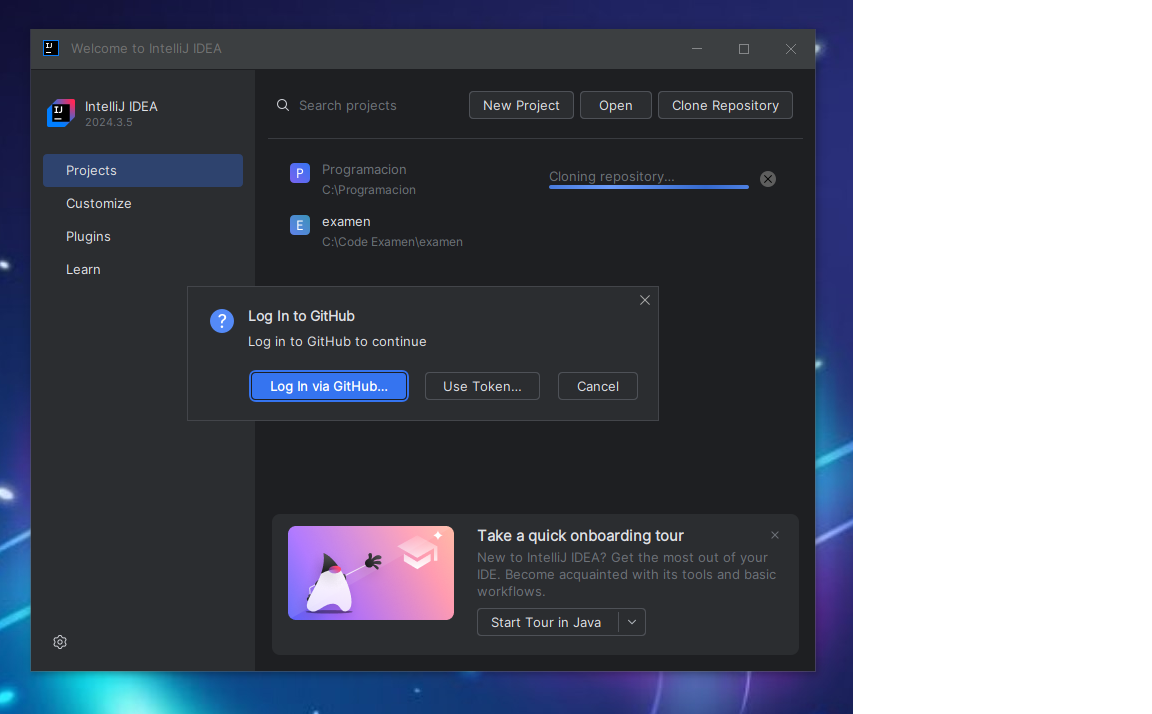 Welcome to IntelliJ IDEA
IntelliJ IDEA
2024.3.5
Projects
Customize
Plugins
Learn
Search projects
New Project
Open
Clone Repository
P
Programacion
C:\Programacion
Cloning repository...
E
examen
C:\Code Examen\examen
?
Log In to GitHub
Log in to GitHub to continue
Log In via GitHub...
Use Token...
Cancel
Take a quick onboarding tour
New to IntelliJ IDEA? Get the most out of your
IDE. Become acquainted with its tools and basic
workflows.
Start Tour in Java